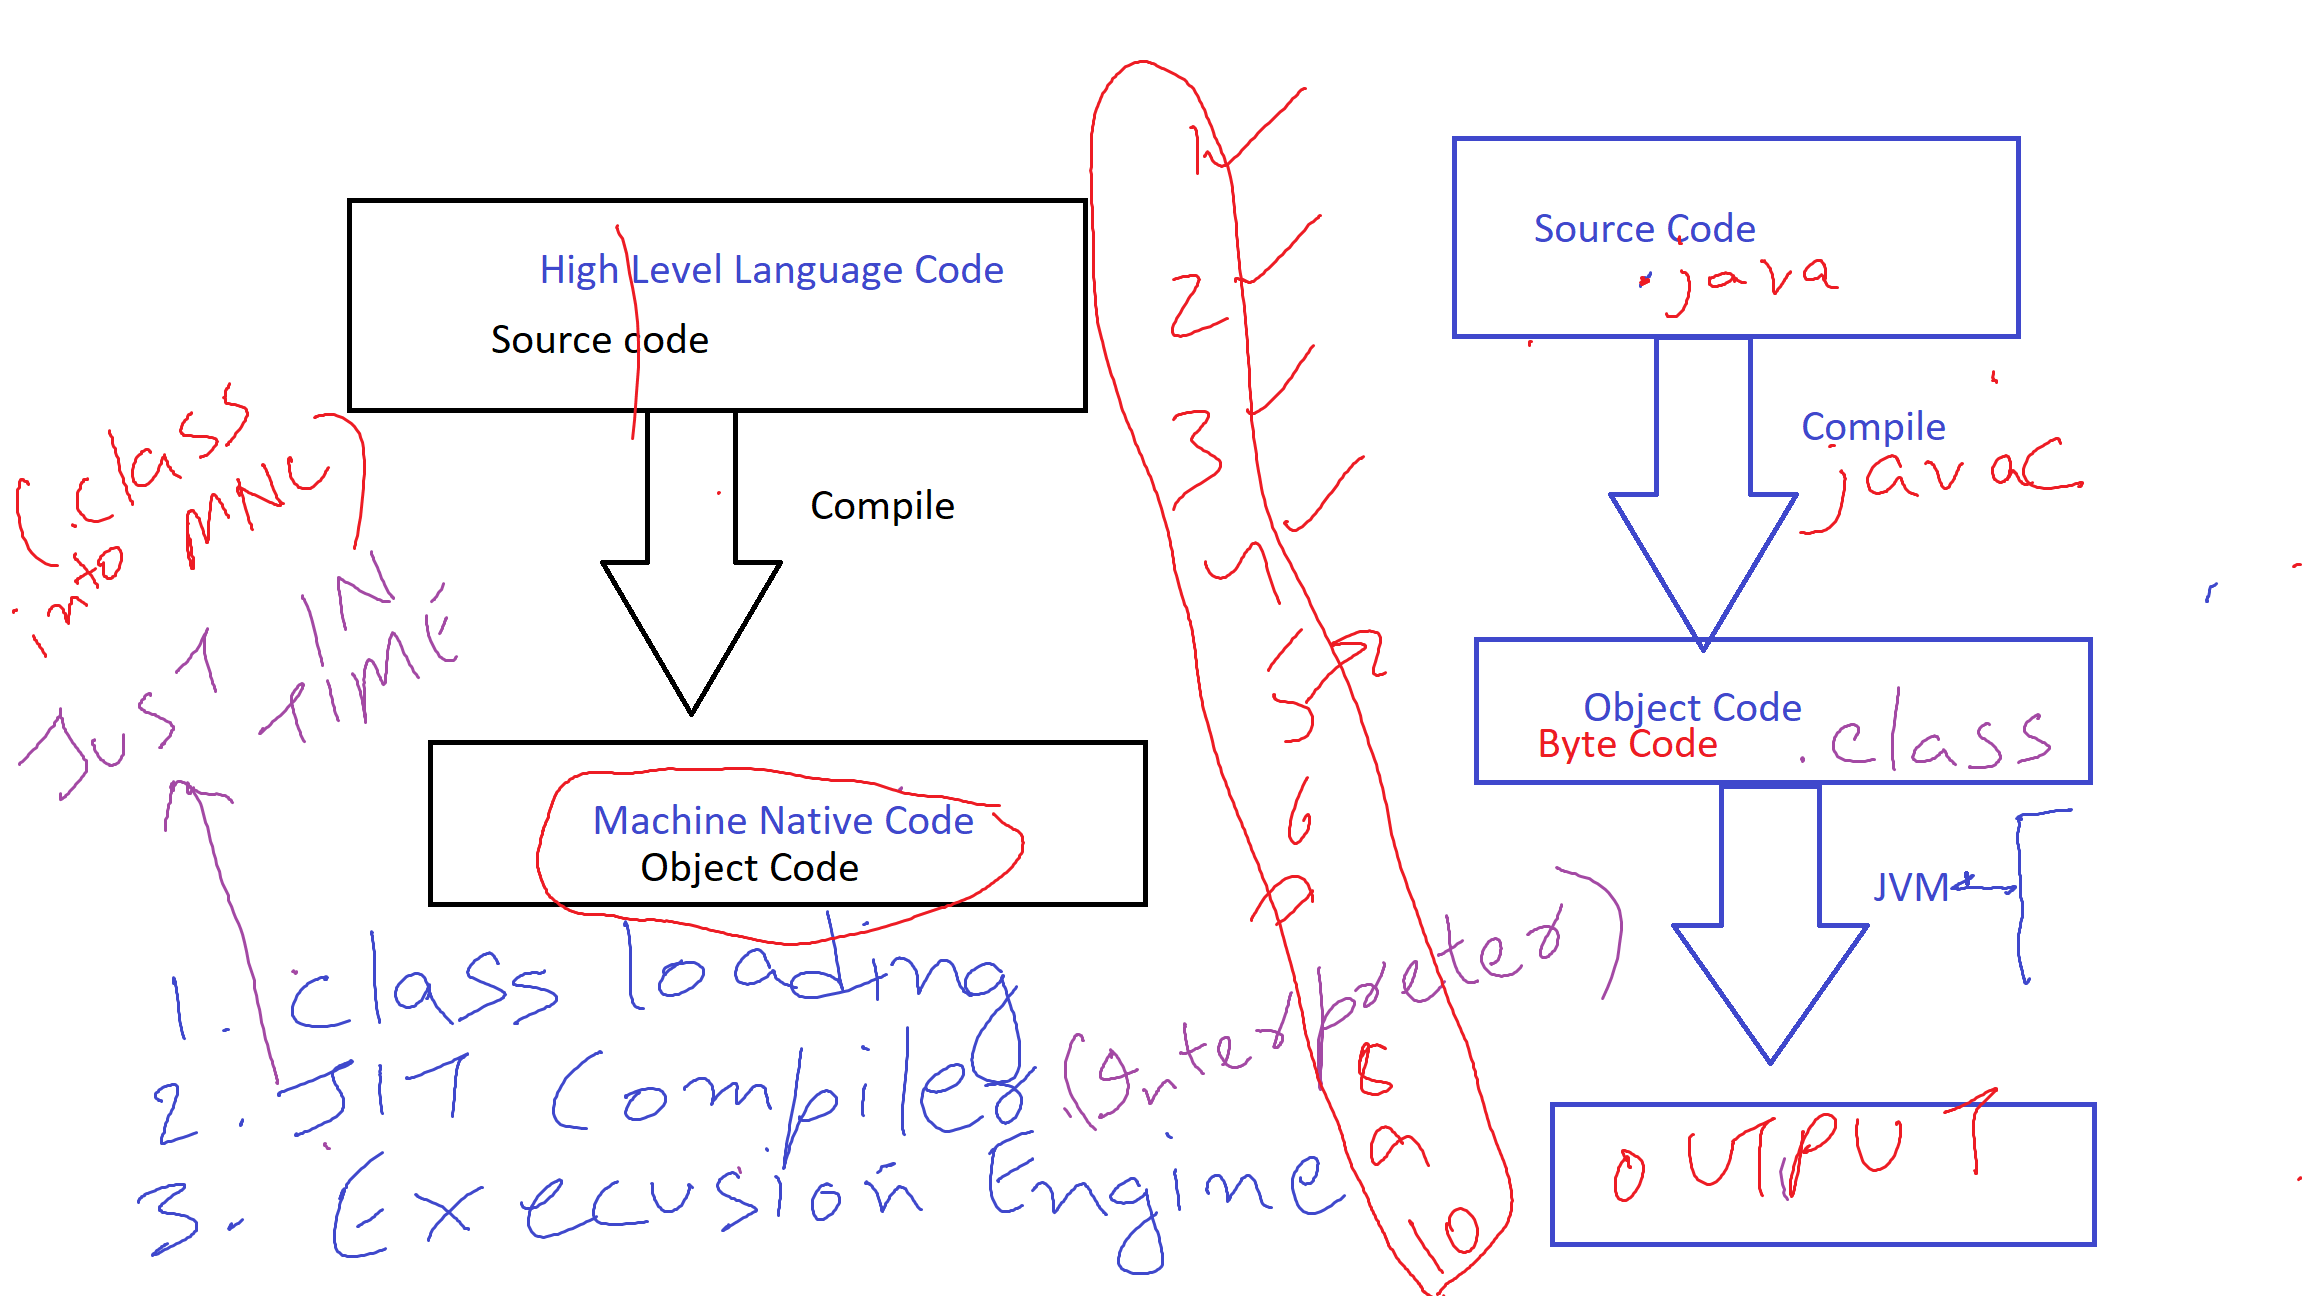 High Level Language Code
Source code
Compile
Machine Native Code
Object Code
(.class
into MNC)
JUST IN
TIME
1. class loading
2. JIT Compiler (Interpreter)
3. Execusion Engine
1
2
3
4
5
6
7
8
9
10
Source Code
.java
Compile
javac
Object Code
Byte Code .class
JVM
OUTPUT